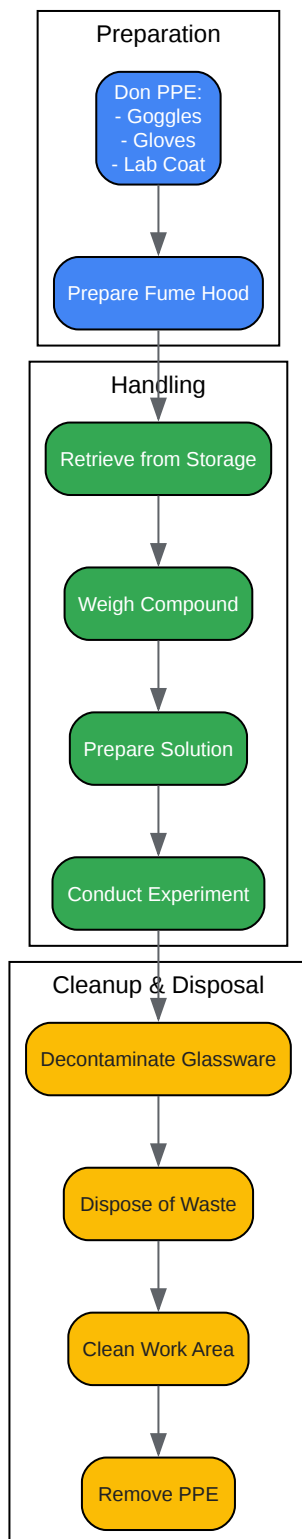 Preparation
Don PPE:
- Goggles
- Gloves
- Lab Coat
Prepare Fume Hood
Handling
Retrieve from Storage
Weigh Compound
Prepare Solution
Conduct Experiment
Cleanup & Disposal
Decontaminate Glassware
Dispose of Waste
Clean Work Area
Remove PPE